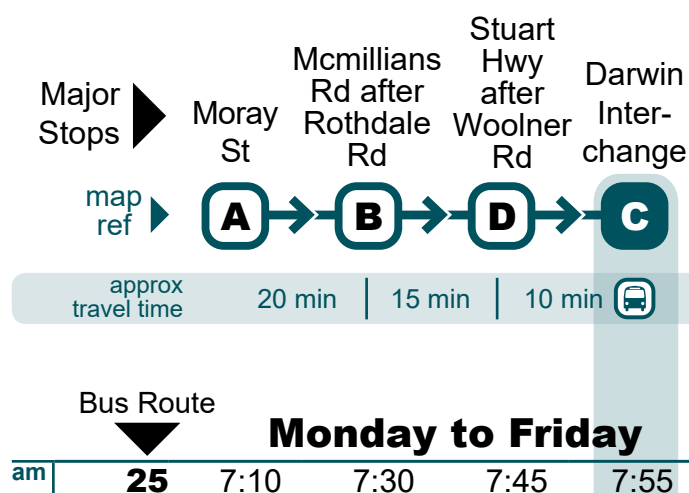 Major
Stops
Moray
St
Mcmillians
Rd after
Rothdale
Rd
Stuart
Hwy
after
Woolner
Rd
Darwin
Inter-
change
map
ref
A
B
D
C
approx
travel time
20 min
15 min
10 min
Bus Route
Monday to Friday
am
25
7:10
7:30
7:45
7:55